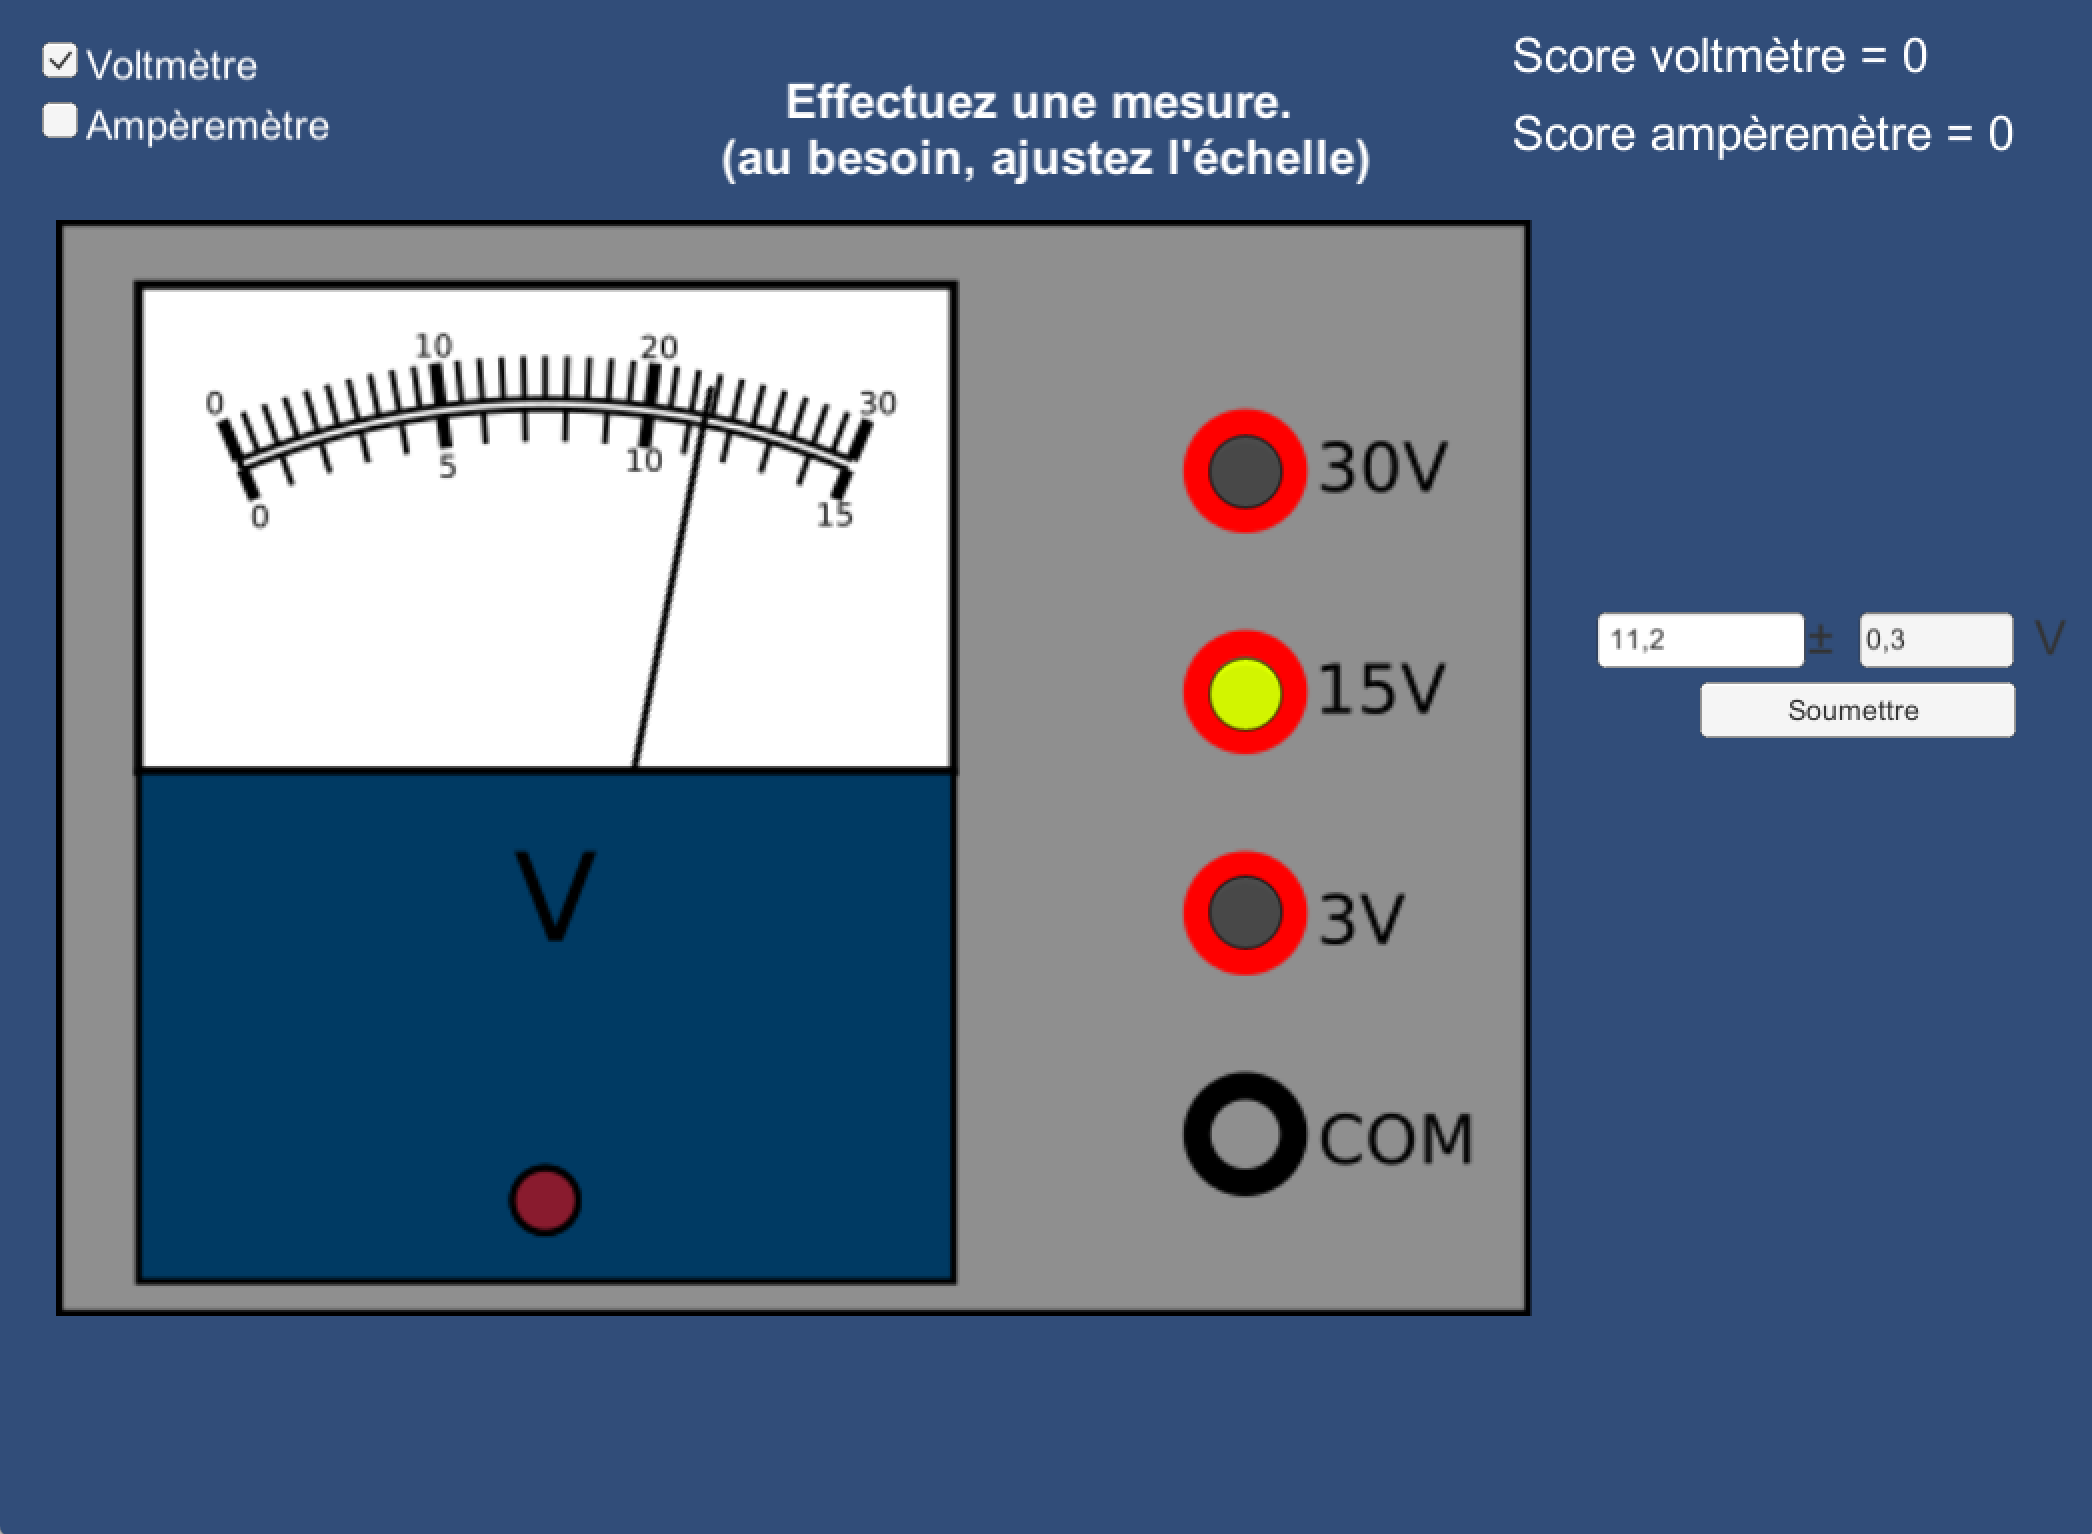 Voltmètre
Ampèremètre
Effectuez une mesure.
(au besoin, ajustez l'échelle)
Score voltmètre = 0
Score ampèremètre = 0
0 10 20 30
0 5 10 15
30V
15V
3V
COM
V
11,2 ± 0,3 V
Soumettre